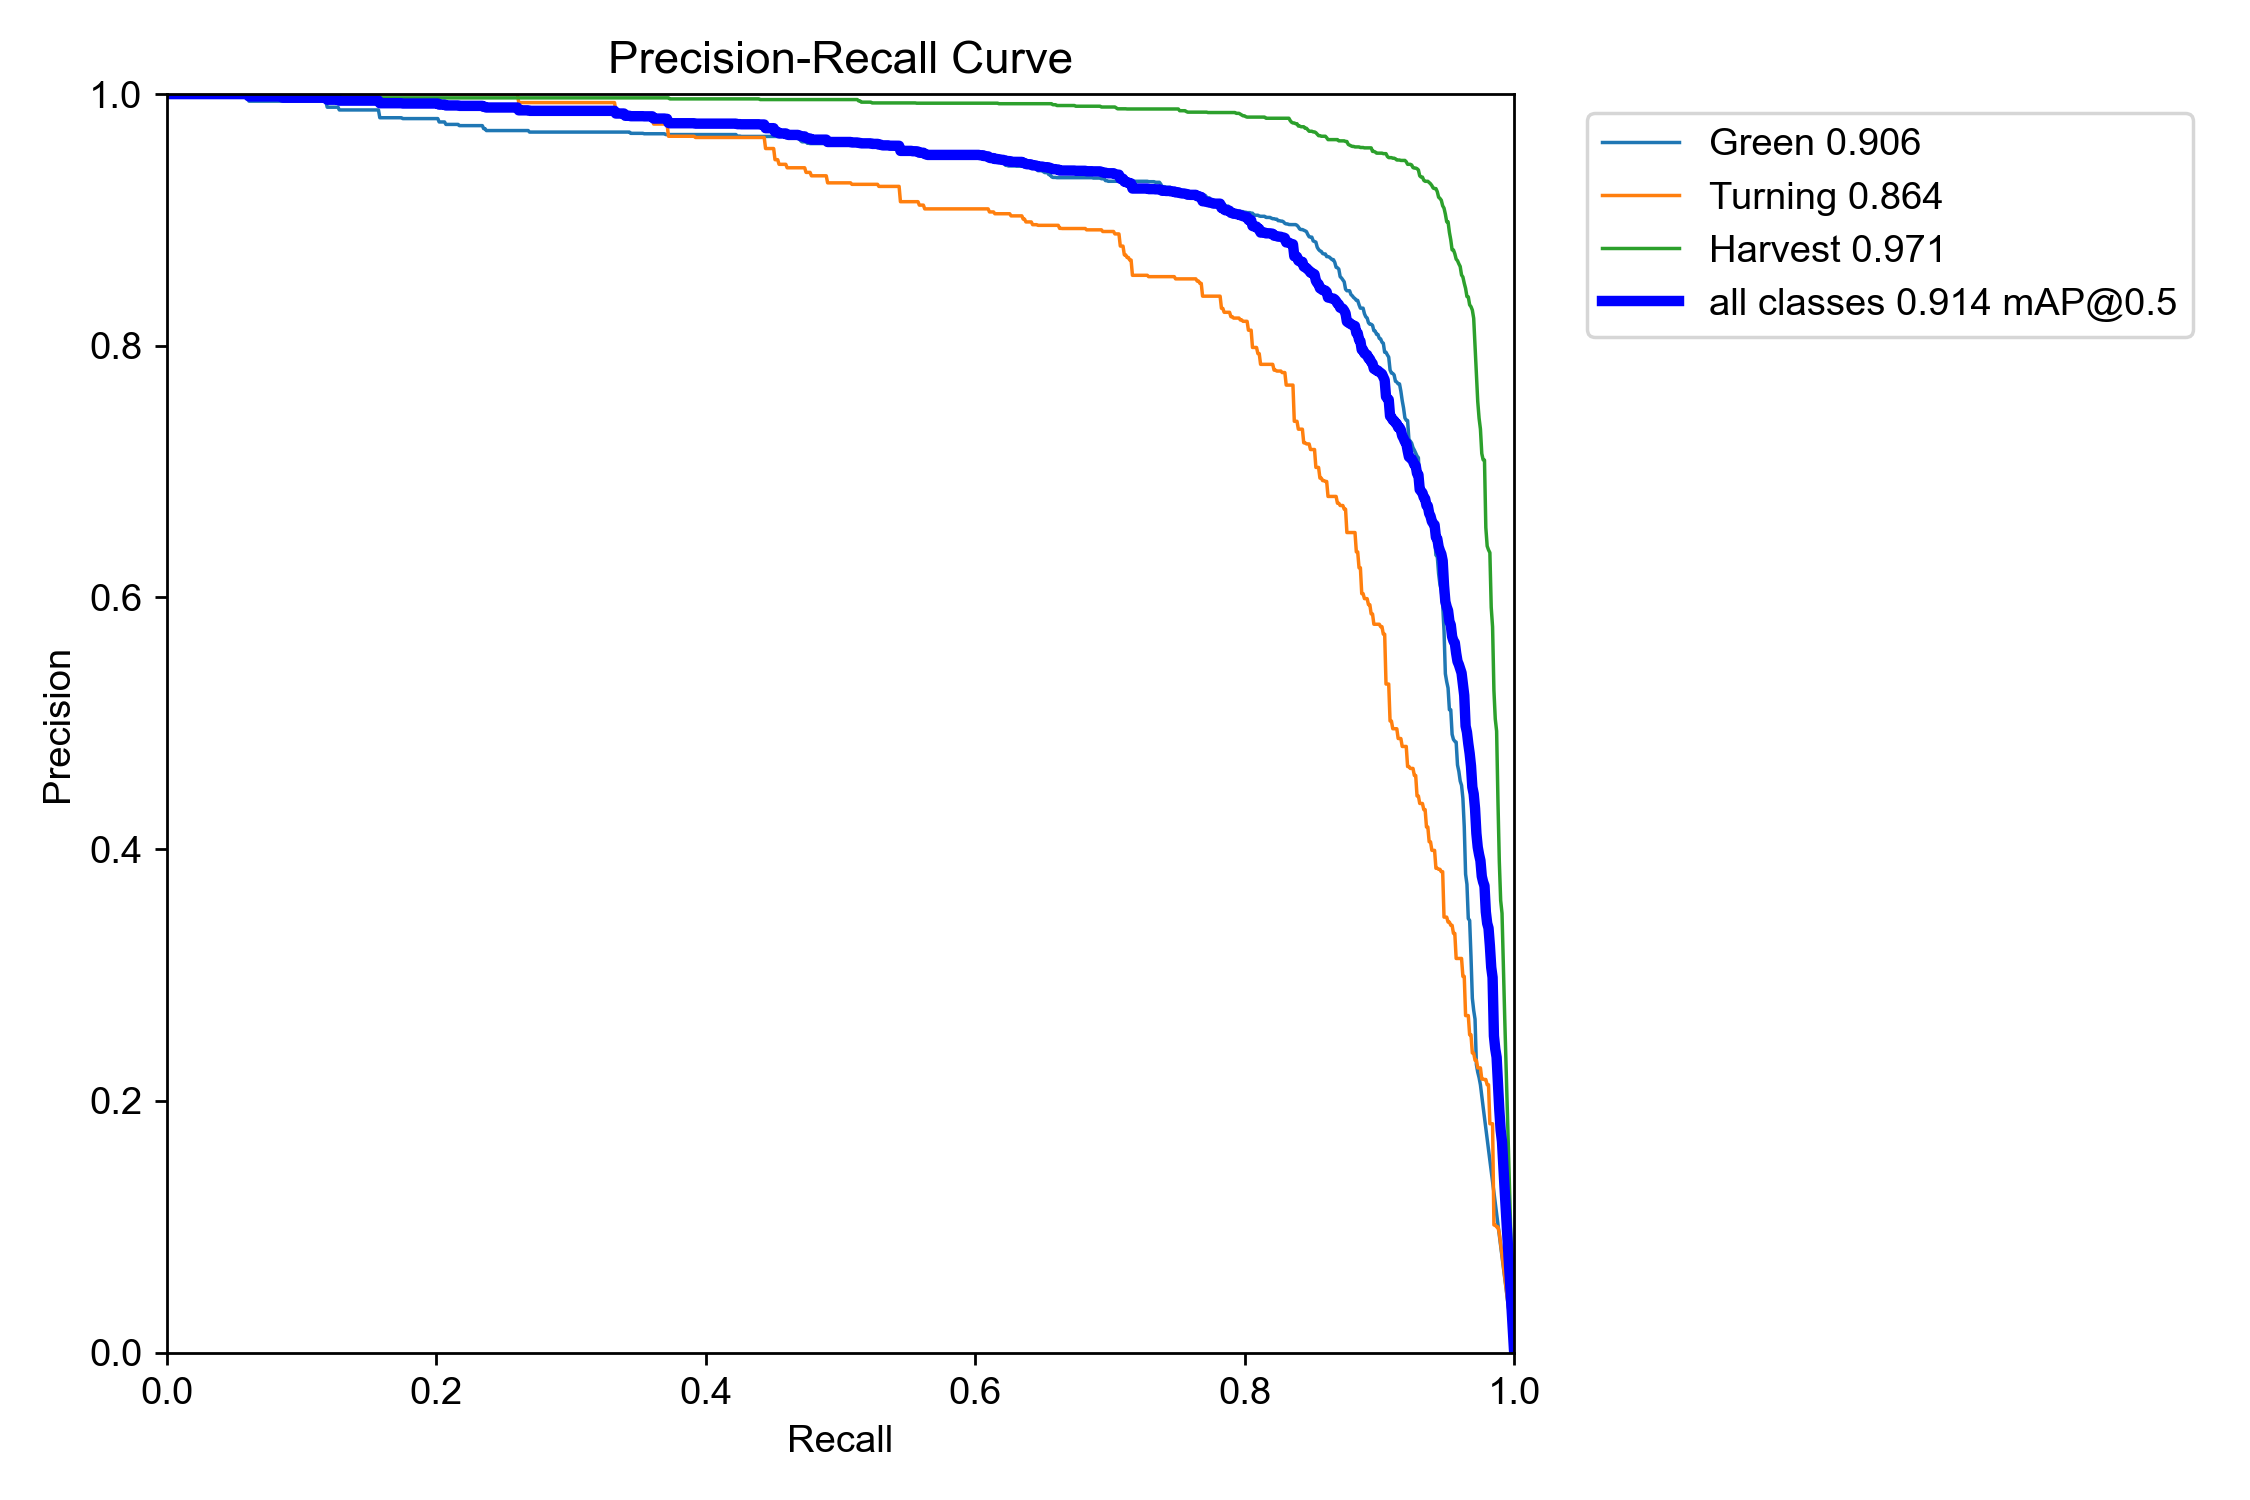 Precision-Recall Curve
1.0
0.8
0.6
0.4
0.2
0.0
Precision
0.0 0.2 0.4 0.6 0.8 1.0
Recall
Green 0.906
Turning 0.864
Harvest 0.971
all classes 0.914 mAP@0.5